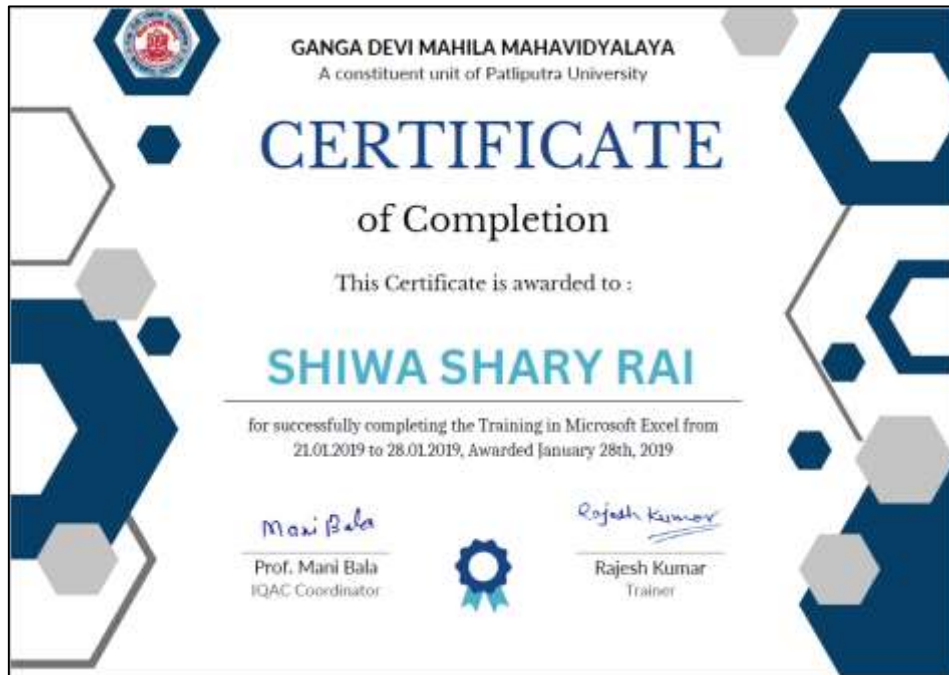 GANGA DEVI MAHILA MAHAVIDYALAYA
A constituent unit of Patliputra University
CERTIFICATE
of Completion
This Certificate is awarded to :
SHIWA SHARY RAI
for successfully completing the Training in Microsoft Excel from
21.01.2019 to 28.01.2019, Awarded January 28th, 2019
Mani Bala
Rajesh Kumar
Prof. Mani Bala
Rajesh Kumar
IQAC Coordinator
Trainer